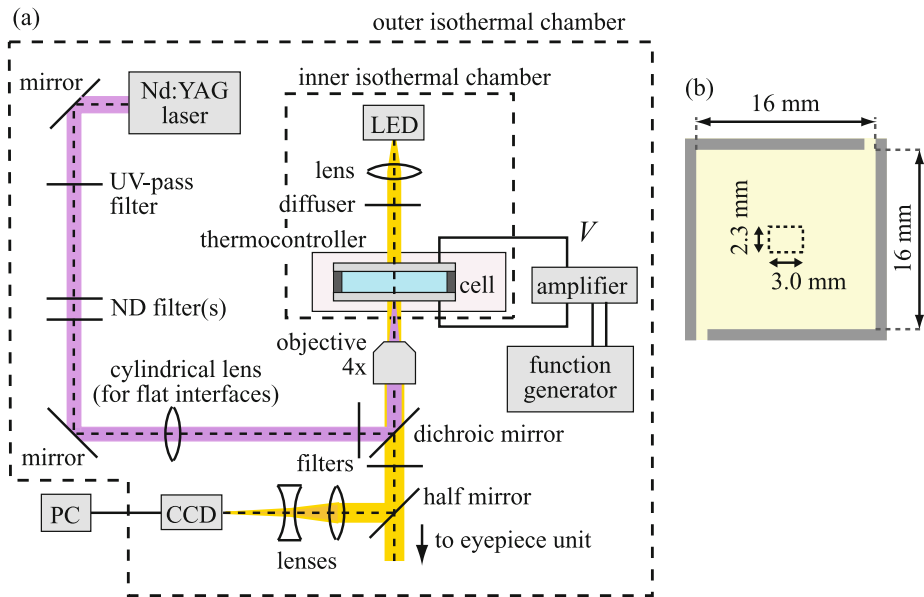 (a)
outer isothermal chamber
mirror
Nd:YAG
laser
inner isothermal chamber
LED
lens
diffuser
UV-pass
filter
thermocontroller
V
cell
amplifier
ND filter(s)
objective
4x
function
generator
cylindrical lens
(for flat interfaces)
mirror
dichroic mirror
filters
half mirror
PC
CCD
lenses
to eyepiece unit
(b)
16 mm
2.3 mm
3.0 mm
16 mm